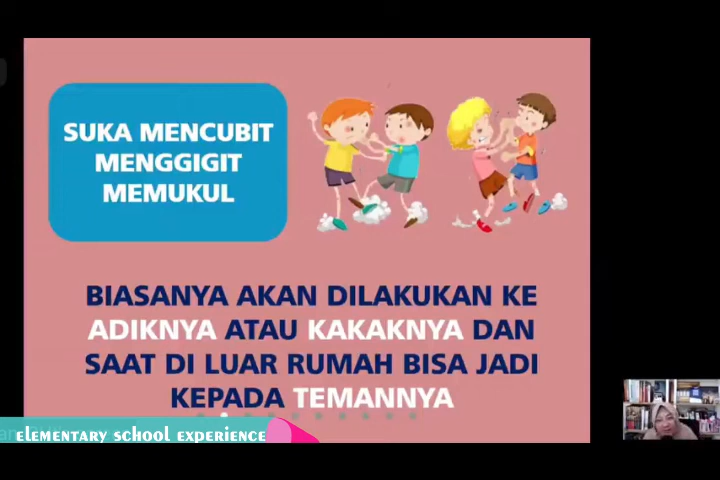 SUKA MENCUBIT
MENGGIGIT
MEMUKUL
BIASANYA AKAN DILAKUKAN KE
ADIKNYA ATAU KAKAKNYA DAN
SAAT DI LUAR RUMAH BISA JADI
KEPADA TEMANNYA
ELEMENTARY SCHOOL EXPERIENCE